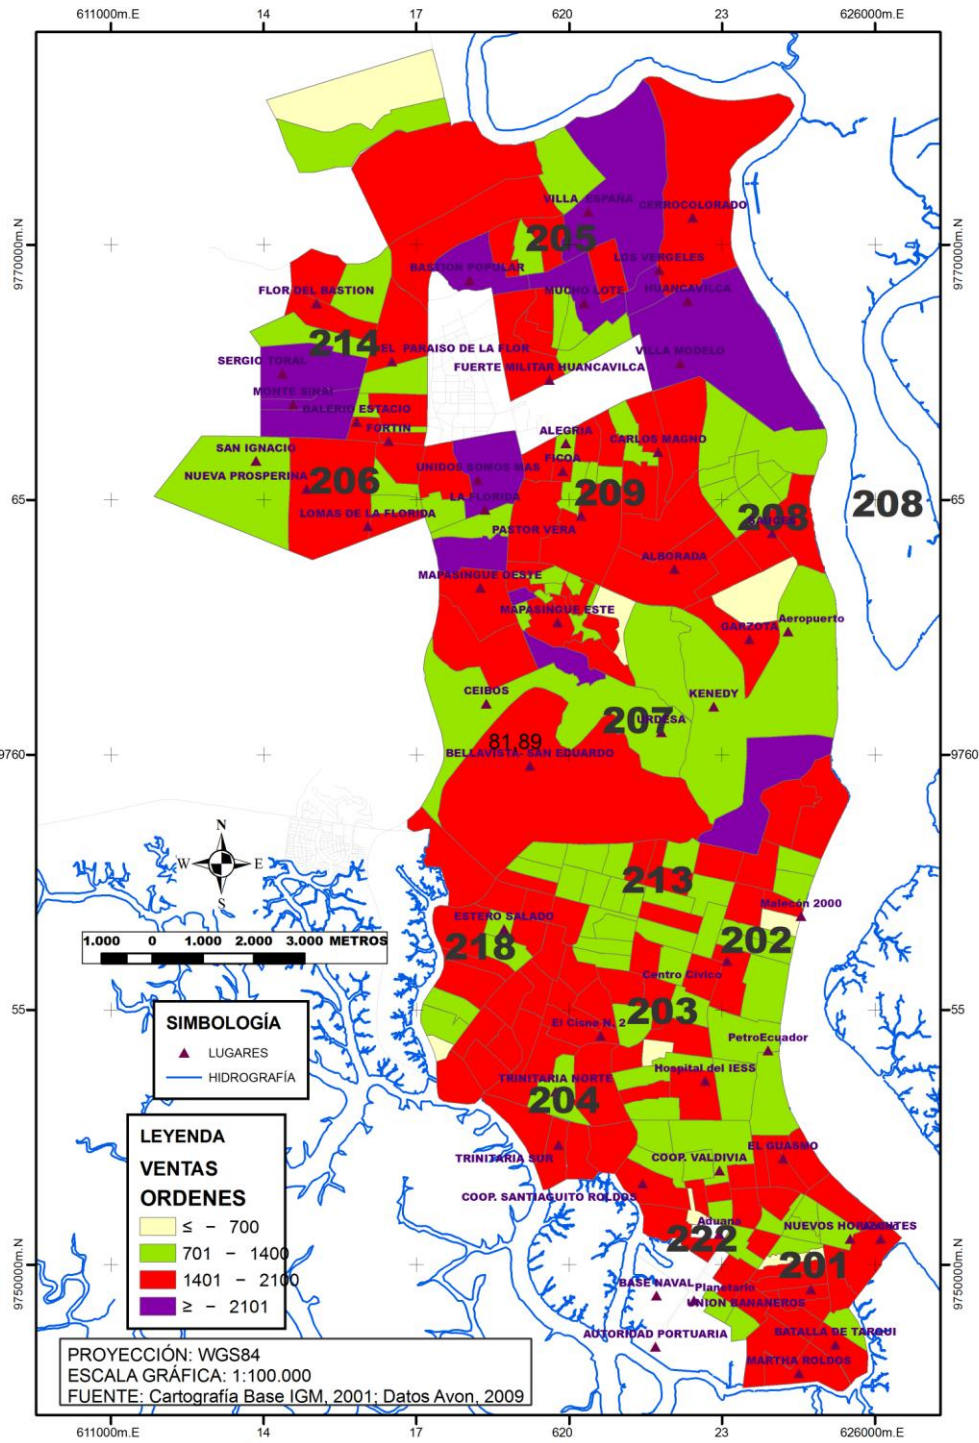 611000m.E 14 17 620 23 626000m.E
VILLA ESPAÑA
CERROCOLORADO
205
9770000m.N 9770000m.N
LOS VERGELES
BASTION POPULAR
FLOR DEL BASTION
MUCHO LOTE
HUANCAVILCA
214
EL PARAISO DE LA FLOR
VILLA MODELO
SERGIO TORAL
FUERTE MILITAR HUANCAVILCA
MONTE SINAI
BALERIO ESTACIO
FORTIN
ALEGRIA
CARLOS MAGNO
SAN IGNACIO
FICOA
NUEVA PROSPERINA
206
UNIDOS SOMOS MAS
209
LA FLORIDA
65 65
208
208
LOMAS DE LA FLORIDA
SAUCES
PASTOR VERA
ALBORADA
MAPASINGUE OESTE
MAPASINGUE ESTE
GARZOTA
Aeropuerto
CEIBOS
KENEDY
207
URDESA
81.89
BELLAVISTA- SAN EDUARDO
9760 9760
N
W E
S
213
Malecón 2000
ESTERO SALADO
218
202
1.000 0 1.000 2.000 3.000 METROS
Centro Civico
55 55
203
SIMBOLOGÍA
El Cisne N. 2
LUGARES
PetroEcuador
HIDROGRAFÍA
Hospital del IESS
TRINITARIA NORTE
204
LEYENDA
EL GUASMO
TRINITARIA SUR
COOP. VALDIVIA
VENTAS
COOP. SANTIAGUITO ROLDOS
ORDENES
Aduana
≤ - 700
222
701 - 1400
201
1401 - 2100
9750000m.N 9750000m.N
BASE NAVAL
Planetario
≥ - 2101
UNION BANANEROS
AUTORIDAD PORTUARIA
BATALLA DE TARQUI
MARTHA ROLDOS
PROYECCIÓN: WGS84
ESCALA GRÁFICA: 1:100.000
FUENTE: Cartografía Base IGM, 2001; Datos Avon, 2009
611000m.E 14 17 620 23 626000m.E